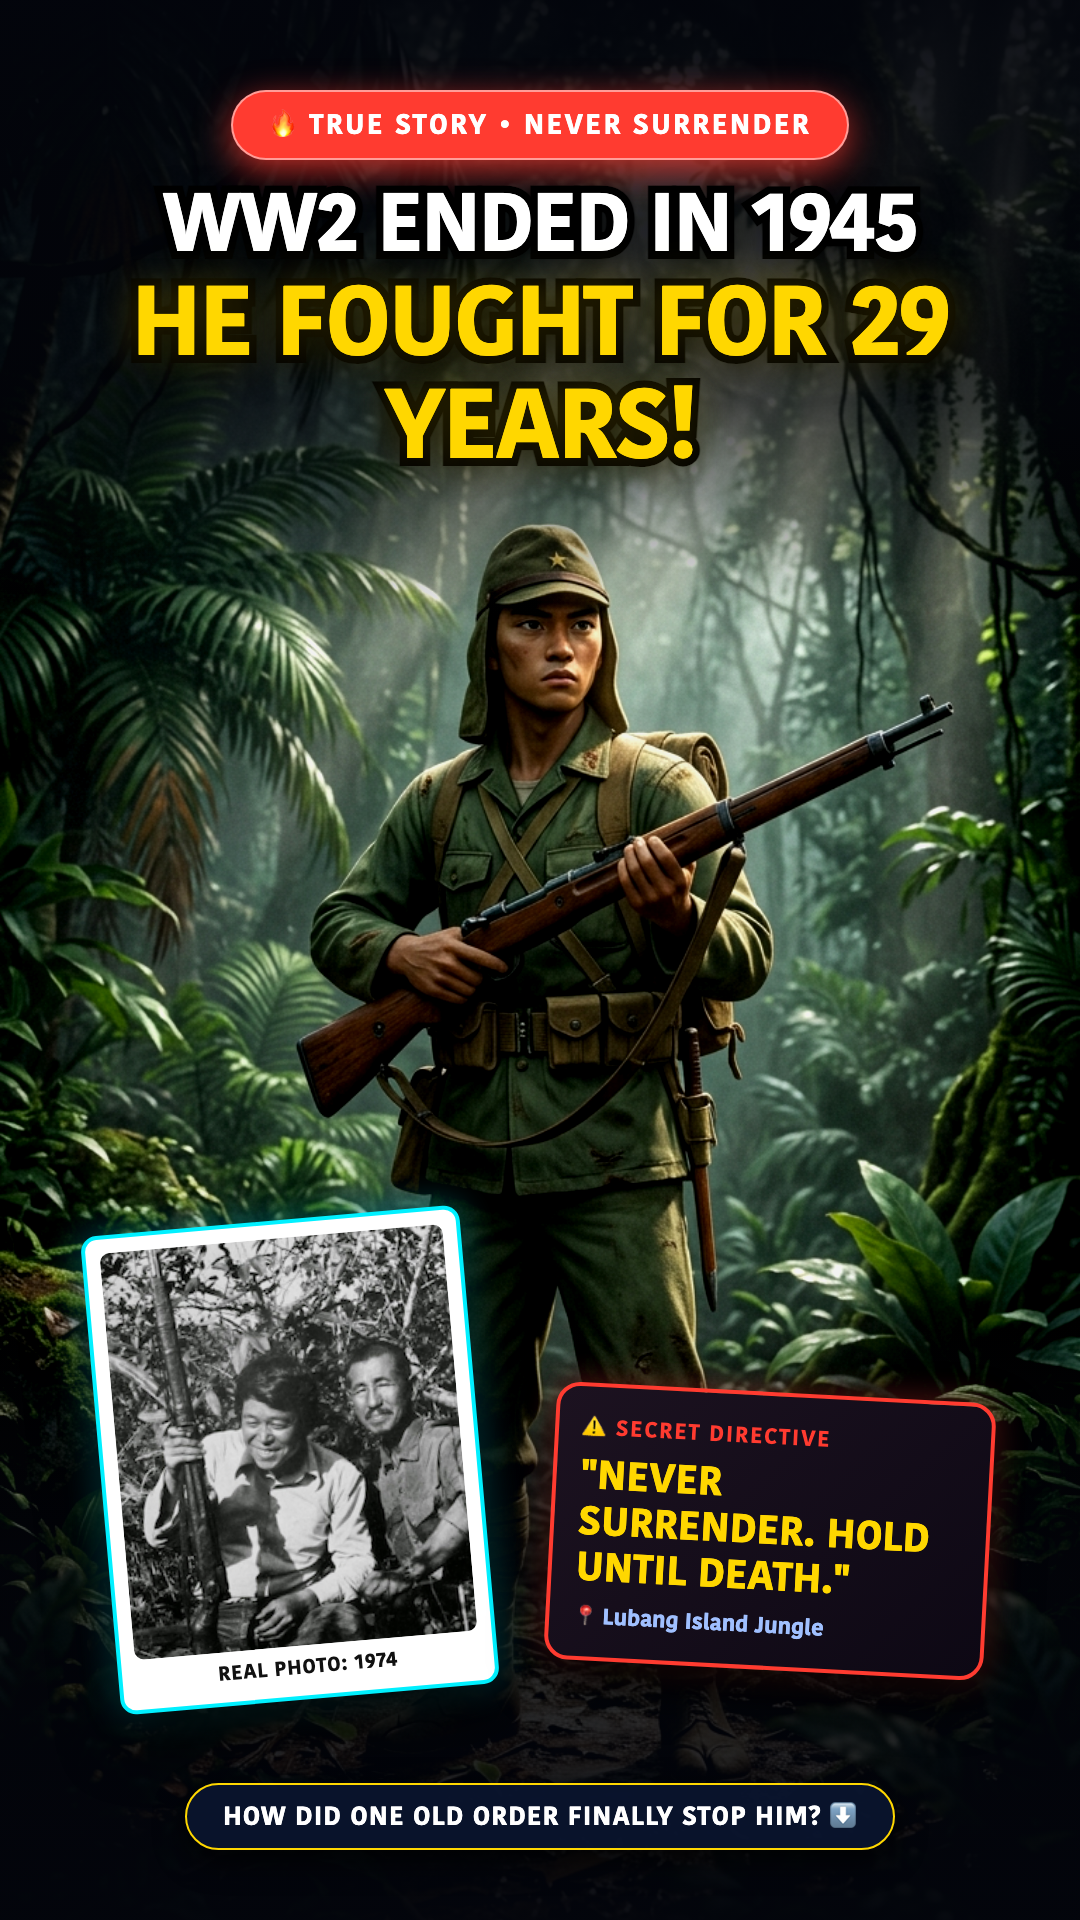 🔥 TRUE STORY • NEVER SURRENDER
WW2 ENDED IN 1945
HE FOUGHT FOR 29
YEARS!
REAL PHOTO: 1974
⚠️ SECRET DIRECTIVE
"NEVER
SURRENDER. HOLD
UNTIL DEATH."
📍 Lubang Island Jungle
HOW DID ONE OLD ORDER FINALLY STOP HIM? ⬇️